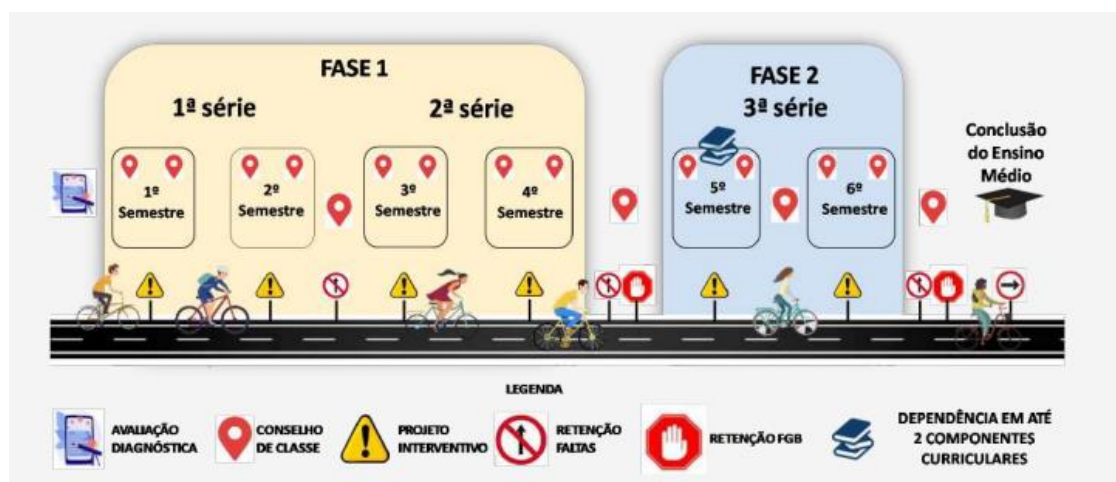 FASE 1
1ª série
2ª série
1º
Semestre
2º
Semestre
3º
Semestre
4º
Semestre
FASE 2
3ª série
5º
Semestre
6º
Semestre
Conclusão
do Ensino
Médio
LEGENDA
AVALIAÇÃO
DIAGNÓSTICA
CONSELHO
DE CLASSE
PROJETO
INTERVENTIVO
RETENÇÃO
FALTAS
RETENÇÃO FGB
DEPENDÊNCIA EM ATÉ
2 COMPONENTES
CURRICULARES